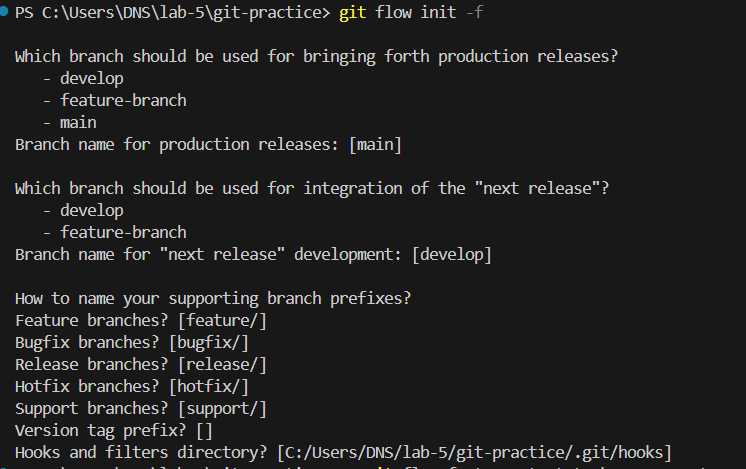 PS C:\Users\DNS\lab-5\git-practice> git flow init -f
Which branch should be used for bringing forth production releases?
- develop
- feature-branch
- main
Branch name for production releases: [main]
Which branch should be used for integration of the "next release"?
- develop
- feature-branch
Branch name for "next release" development: [develop]
How to name your supporting branch prefixes?
Feature branches? [feature/]
Bugfix branches? [bugfix/]
Release branches? [release/]
Hotfix branches? [hotfix/]
Support branches? [support/]
Version tag prefix? []
Hooks and filters directory? [C:/Users/DNS/lab-5/git-practice/.git/hooks]